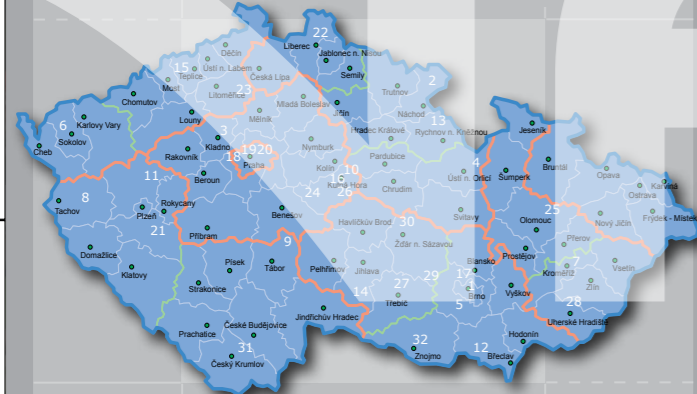 22
Liberec
Jablonec n. Nisou
Děčín
15
Ústí n. Labem
Teplice
Česká Lípa
Semily
2
Most
Litoměřice
23
Trutnov
Chomutov
Mladá Boleslav
Jičín
Náchod
Louny
Mělník
13
6
Karlovy Vary
3
Hradec Králové
Rychnov n. Kněžnou
Jeseník
Sokolov
Kladno
Nymburk
Cheb
Rakovník
18
1920
Praha
Kolín
10
Pardubice
4
Bruntál
11
Beroun
16
Kutná Hora
26
Ústí n. Orlicí
Šumperk
Opava
Karviná
8
24
Chrudim
Ostrava
Tachov
Plzeň
Rokycany
Benešov
Svitavy
25
Nový Jičín
Frýdek - Místek
21
Příbram
Havlíčkův Brod
30
Olomouc
Domažlice
9
Žďár n. Sázavou
Přerov
Klatovy
Písek
Tábor
Pelhřimov
Jihlava
Blansko
Prostějov
7
Vsetín
Strakonice
27
29
17
Kroměříž
Zlín
14
Třebíč
1
Brno
Vyškov
5
28
Jindřichův Hradec
Uherské Hradiště
Prachatice
České Budějovice
31
32
12
Hodonín
Český Krumlov
Znojmo
Břeclav